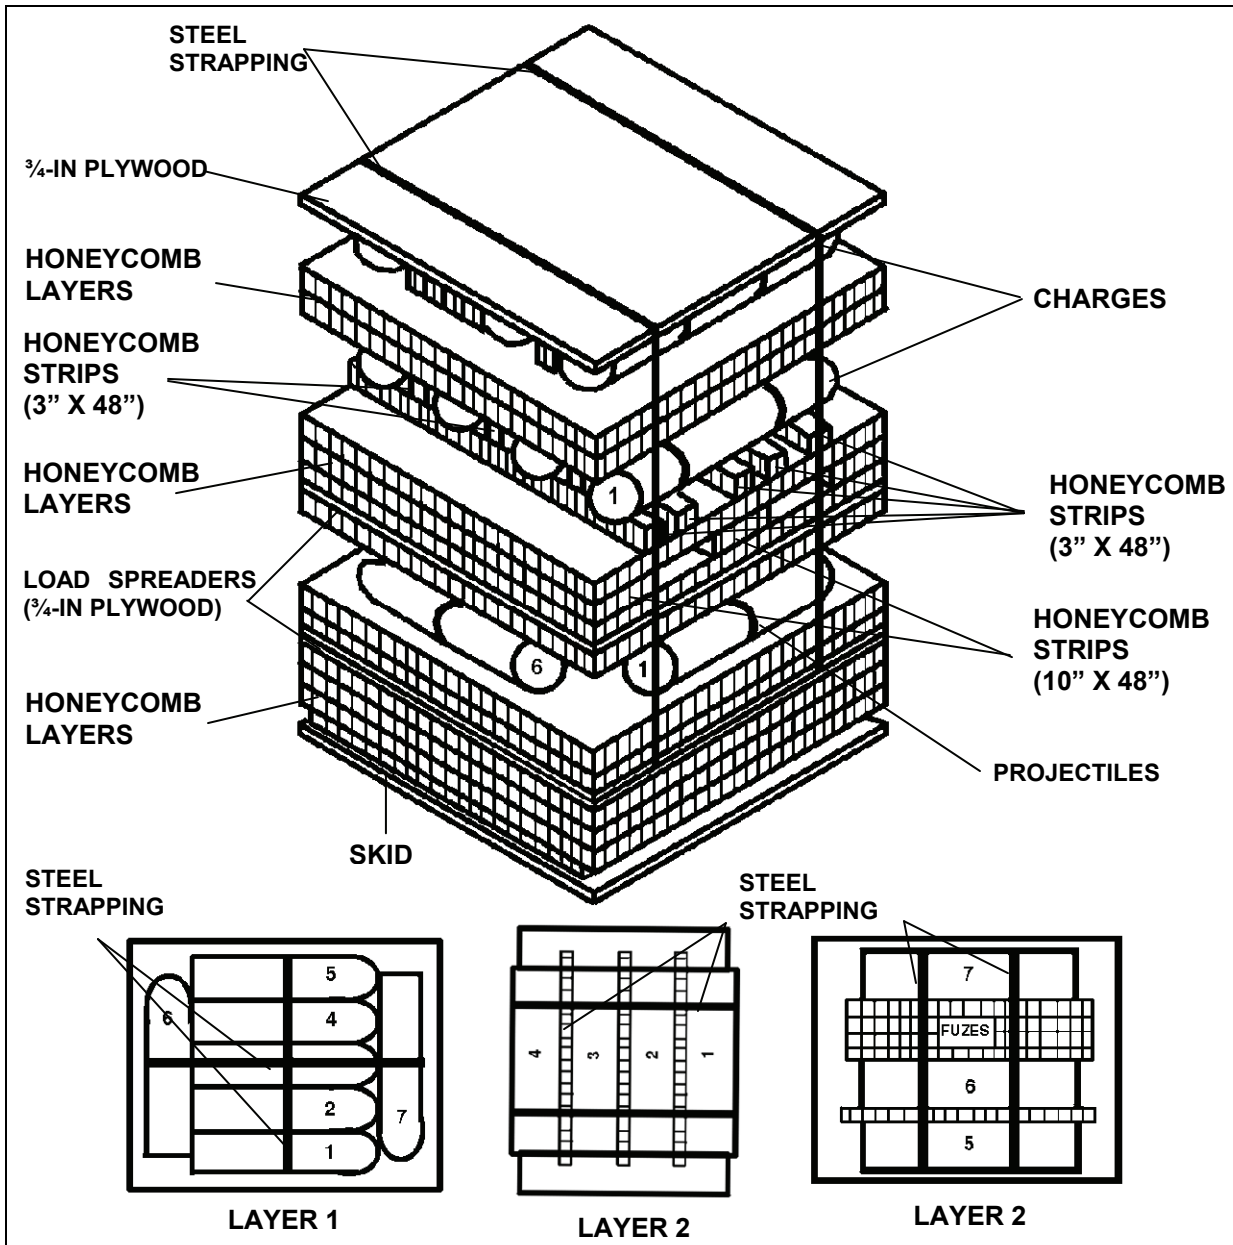 STEEL
STRAPPING
¾-IN PLYWOOD
HONEYCOMB
LAYERS
CHARGES
HONEYCOMB
STRIPS
(3” X 48”)
HONEYCOMB
LAYERS
1
HONEYCOMB
STRIPS
(3” X 48”)
LOAD SPREADERS
(¾-IN PLYWOOD)
6
1
HONEYCOMB
STRIPS
(10” X 48”)
HONEYCOMB
LAYERS
PROJECTILES
SKID
STEEL
STRAPPING
STEEL
STRAPPING
5
4
6
2
7
1
LAYER 1
4
3
2
1
LAYER 2
7
FUZES
6
5
LAYER 2